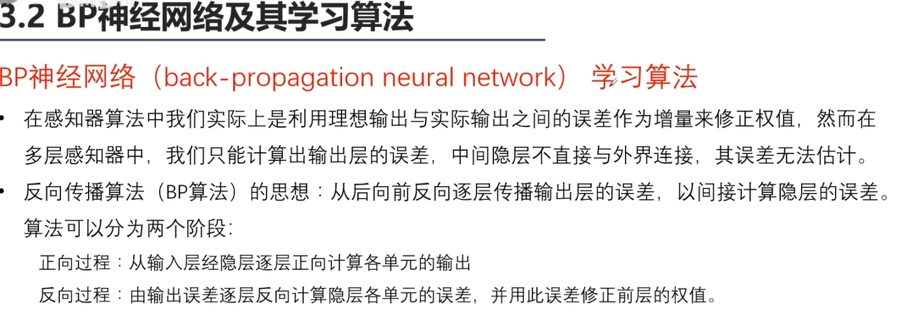 3.2 BP神经网络及其学习算法
BP神经网络（back-propagation neural network） 学习算法
• 在感知器算法中我们实际上是利用理想输出与实际输出之间的误差作为增量来修正权值，然而在
多层感知器中，我们只能计算出输出层的误差，中间隐层不直接与外界连接，其误差无法估计。
• 反向传播算法（BP算法）的思想：从后向前反向逐层传播输出层的误差，以间接计算隐层的误差。
算法可以分为两个阶段：
正向过程：从输入层经隐层逐层正向计算各单元的输出
反向过程：由输出误差逐层反向计算隐层各单元的误差，并用此误差修正前层的权值。